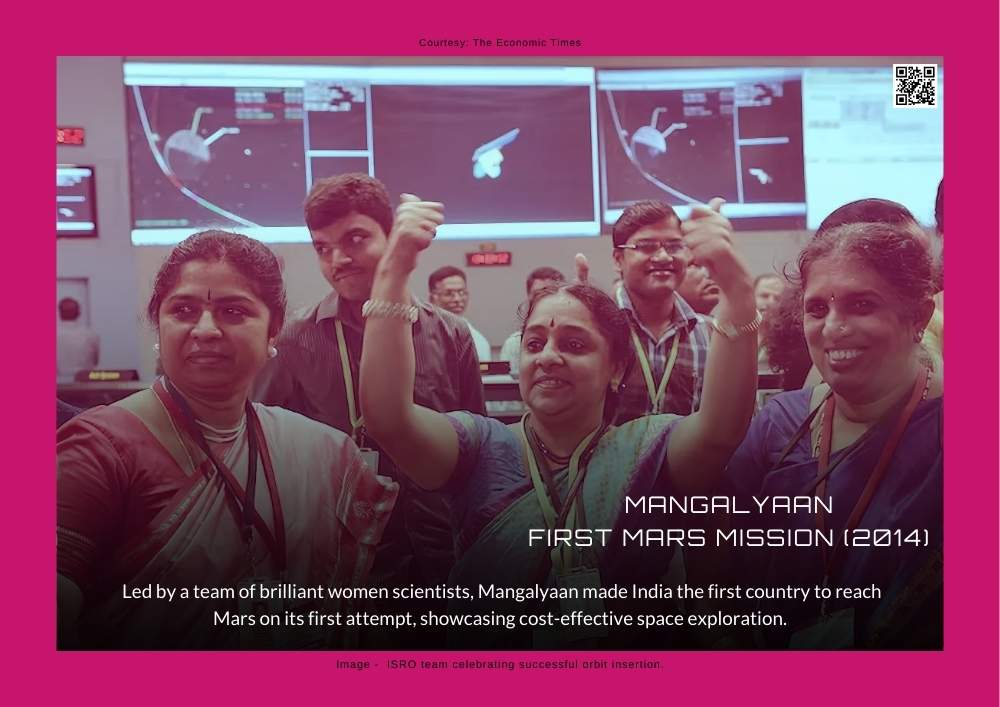 Courtesy: The Economic Times
MANGALYAAN
FIRST MARS MISSION (2014)
Led by a team of brilliant women scientists, Mangalyaan made India the first country to reach
Mars on its first attempt, showcasing cost-effective space exploration.
Image - ISRO team celebrating successful orbit insertion.